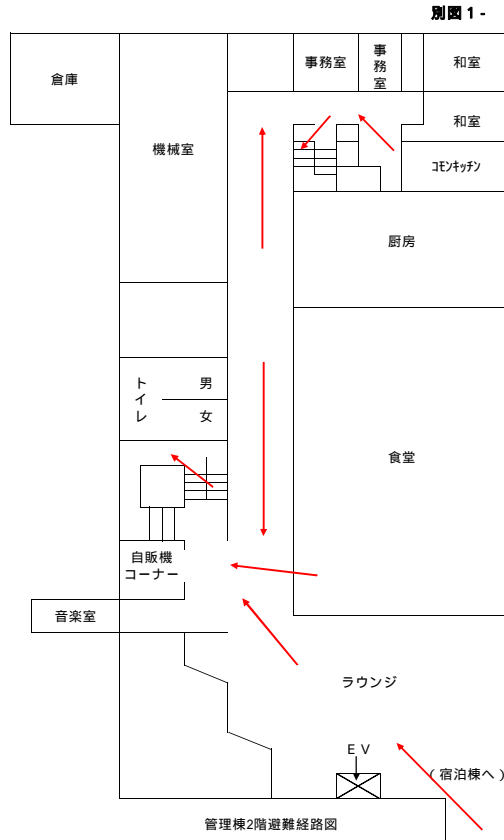 別図1-
事務室
事務室
和室
倉庫
和室
機械室
コモンキッチン
厨房
トイレ
男
女
食堂
自販機
コーナー
音楽室
ラウンジ
EV
(宿泊棟へ)
管理棟2階避難経路図